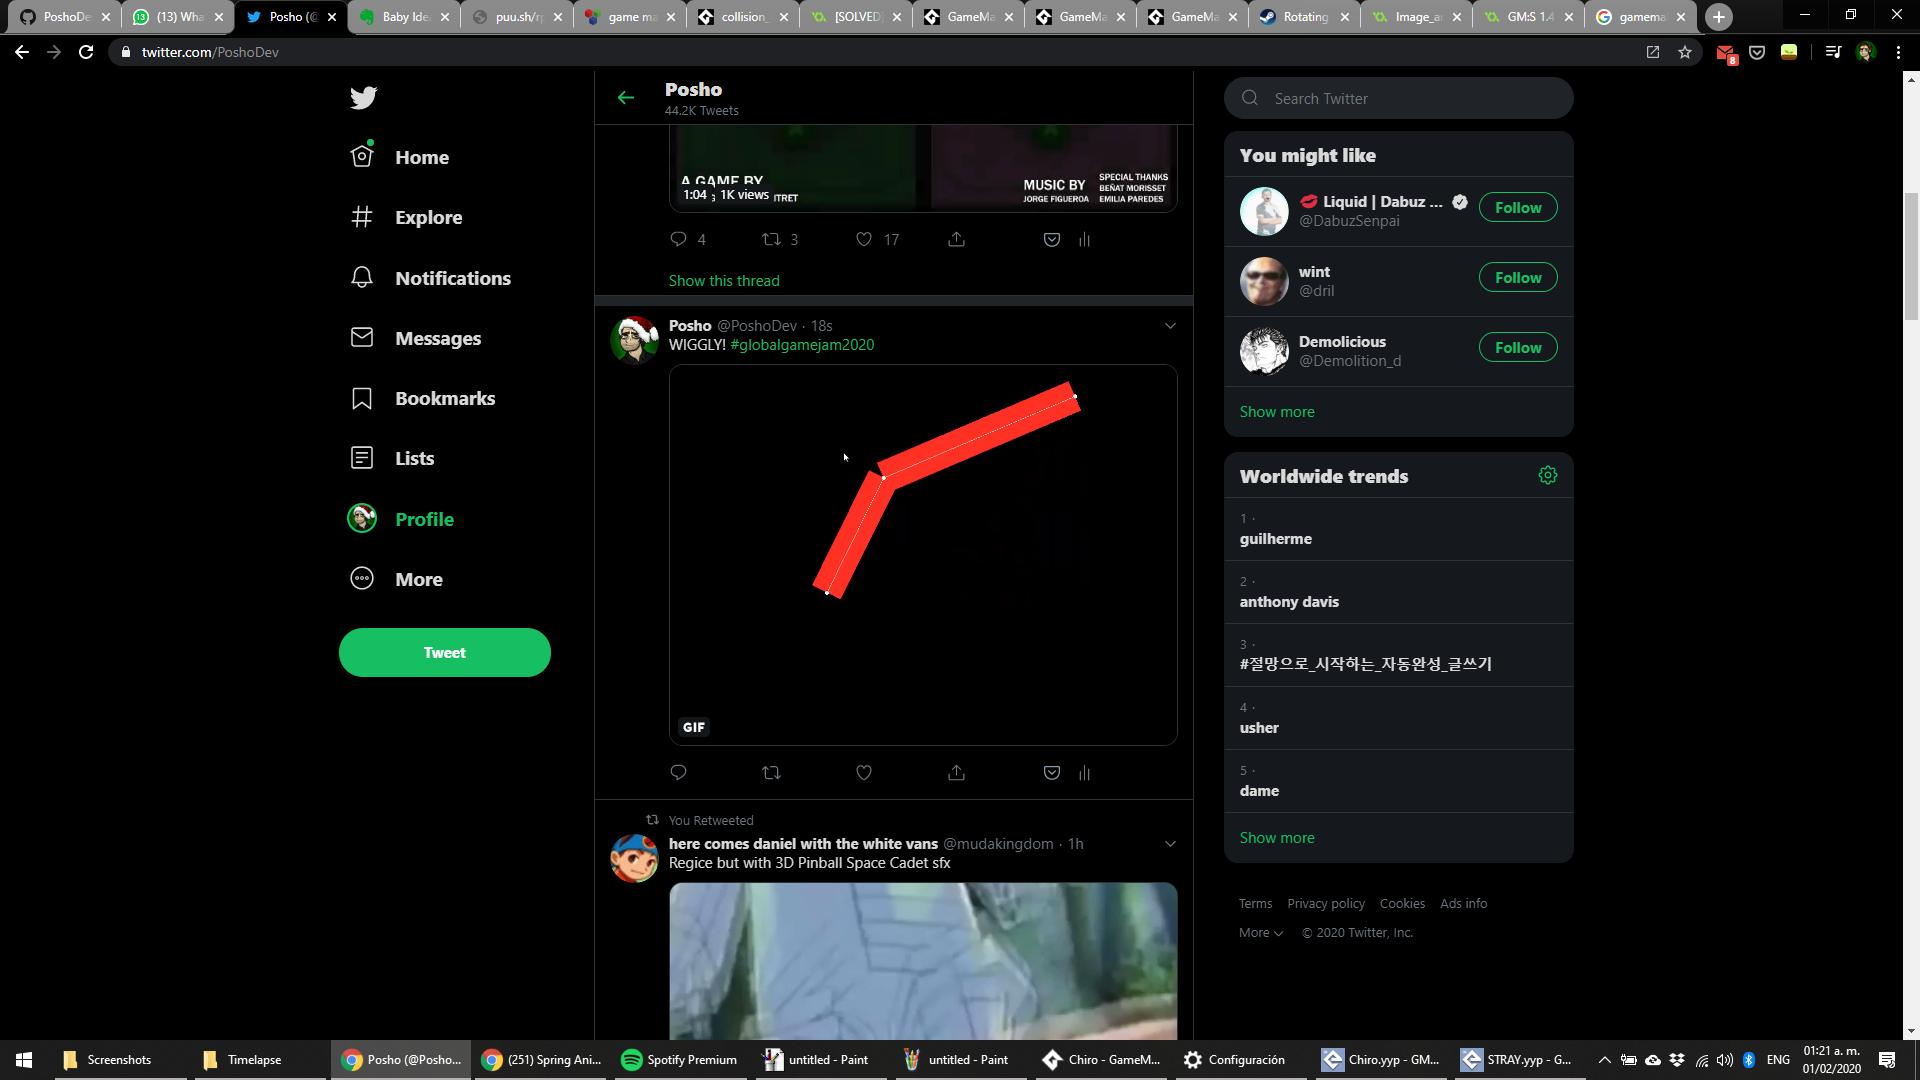 PoshoDe
(13) Wha
Posho (@
Baby Ide
puu.sh/r
game ma
collision_
[SOLVED]
GameMa
GameMa
GameMa
Rotating
Image_a
GM:S 1.4
gamema
twitter.com/PoshoDev
8
Home
Explore
Notifications
Messages
Bookmarks
Lists
Profile
More
Tweet
Posho
44.2K Tweets
A GAME BY
1:04
1K views
TRET
MUSIC BY
JORGE FIGUEROA
SPECIAL THANKS
BEÑAT MORISSET
EMILIA PAREDES
4
3
17
Show this thread
Posho @PoshoDev · 18s
WIGGLY! #globalgamejam2020
GIF
You Retweeted
here comes daniel with the white vans @mudakingdom · 1h
Regice but with 3D Pinball Space Cadet sfx
Search Twitter
You might like
Liquid | Dabuz ...
@DabuzSenpai
Follow
wint
@dril
Follow
Demolicious
@Demolition_d
Follow
Show more
Worldwide trends
1 ·
guilherme
2 ·
anthony davis
3 ·
#절망으로_시작하는_자동완성_글쓰기
4 ·
usher
5 ·
dame
Show more
Terms Privacy policy Cookies Ads info
More © 2020 Twitter, Inc.
Screenshots
Timelapse
Posho (@Posho...
(251) Spring Ani...
Spotify Premium
untitled - Paint
untitled - Paint
Chiro - GameM...
Configuración
Chiro.yyp - GM...
STRAY.yyp - G...
ENG
01:21 a. m.
01/02/2020